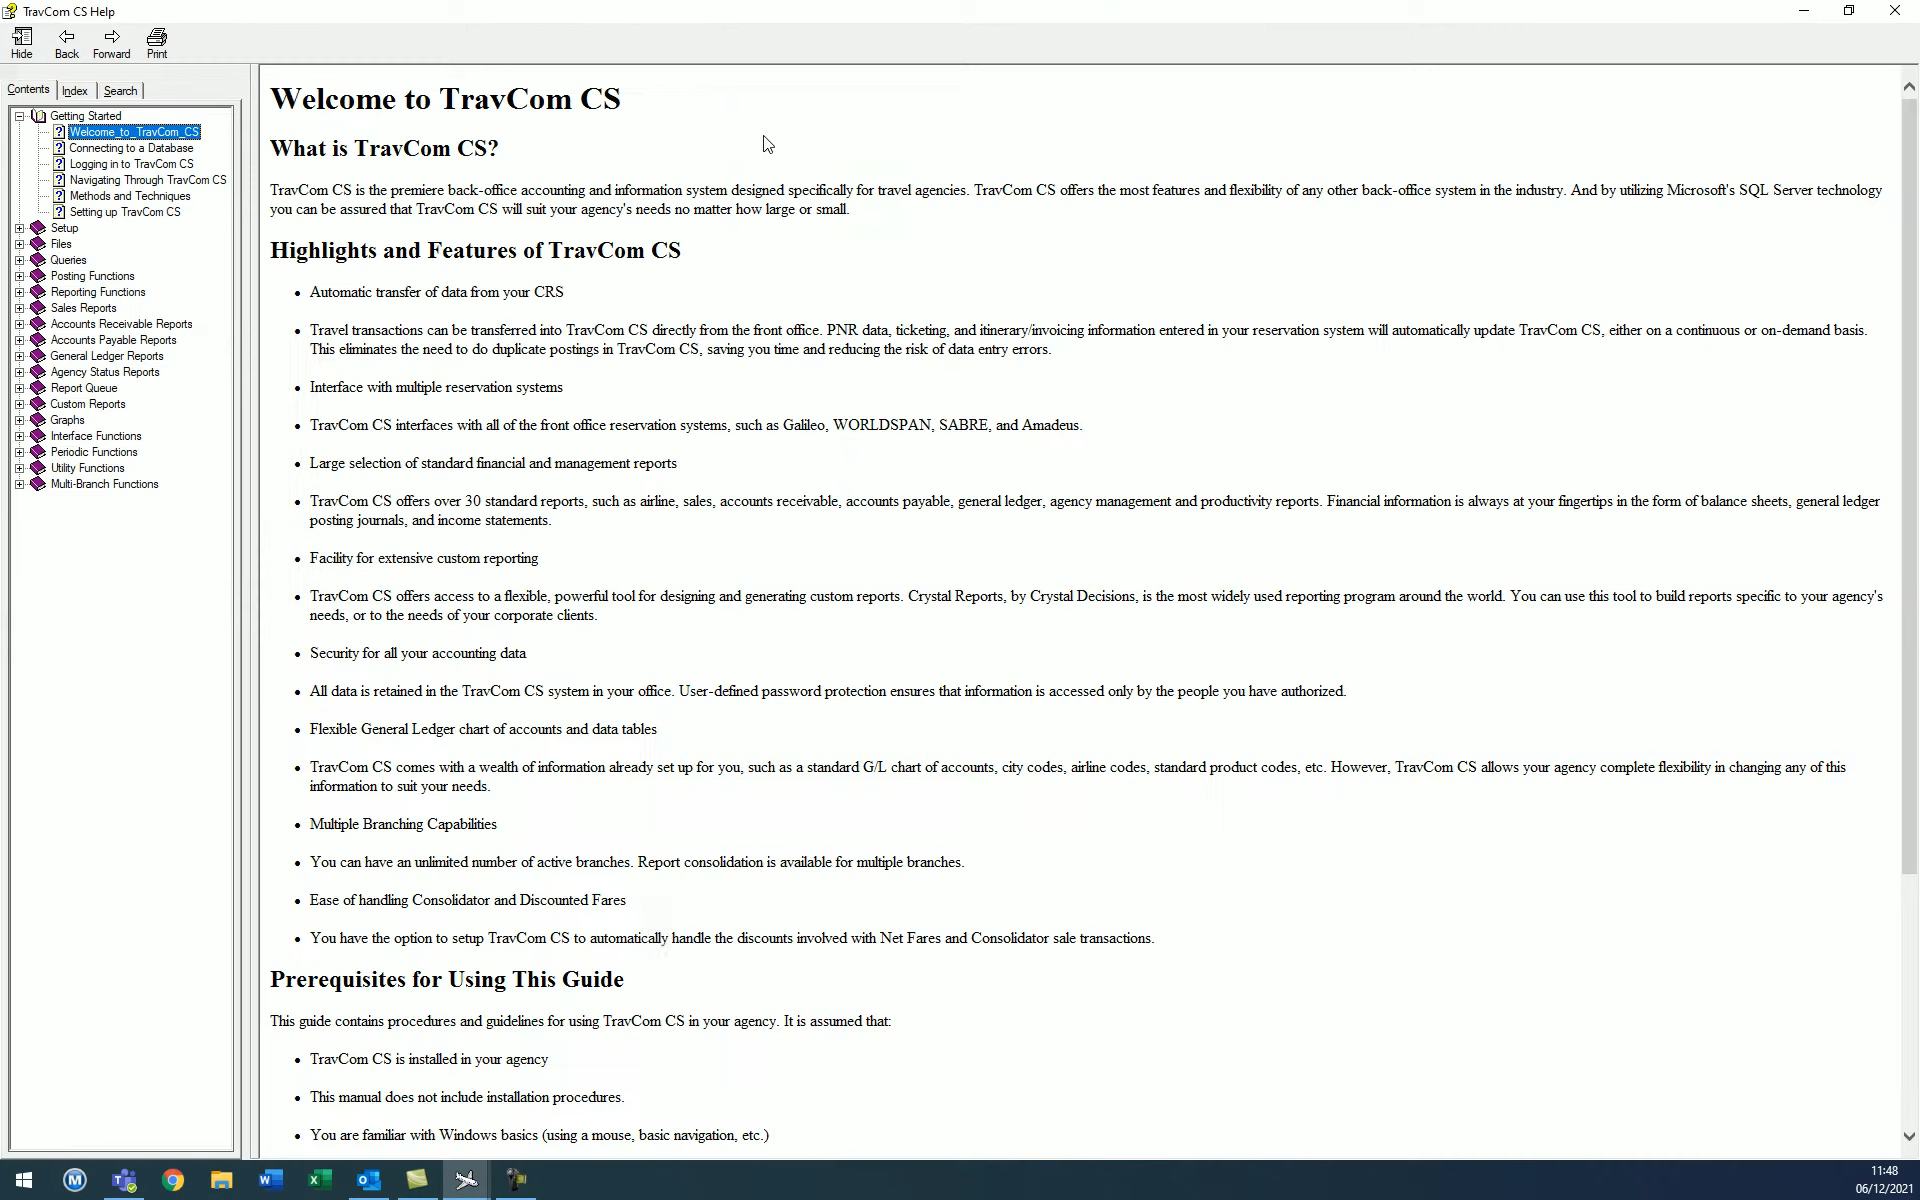 TravCom CS Help
Hide Back Forward Print
Contents Index Search
Getting Started
Welcome_to_TravCom_CS
Connecting to a Database
Logging in to TravCom CS
Navigating Through TravCom CS
Methods and Techniques
Setting up TravCom CS
Setup
Files
Queries
Posting Functions
Reporting Functions
Sales Reports
Accounts Receivable Reports
Accounts Payable Reports
General Ledger Reports
Agency Status Reports
Report Queue
Custom Reports
Graphs
Interface Functions
Periodic Functions
Utility Functions
Multi-Branch Functions
Welcome to TravCom CS
What is TravCom CS?
TravCom CS is the premiere back-office accounting and information system designed specifically for travel agencies. TravCom CS offers the most features and flexibility of any other back-office system in the industry. And by utilizing Microsoft's SQL Server technology
you can be assured that TravCom CS will suit your agency's needs no matter how large or small.
Highlights and Features of TravCom CS
• Automatic transfer of data from your CRS
• Travel transactions can be transferred into TravCom CS directly from the front office. PNR data, ticketing, and itinerary/invoicing information entered in your reservation system will automatically update TravCom CS, either on a continuous or on-demand basis.
This eliminates the need to do duplicate postings in TravCom CS, saving you time and reducing the risk of data entry errors.
• Interface with multiple reservation systems
• TravCom CS interfaces with all of the front office reservation systems, such as Galileo, WORLDSPAN, SABRE, and Amadeus.
• Large selection of standard financial and management reports
• TravCom CS offers over 30 standard reports, such as airline, sales, accounts receivable, accounts payable, general ledger, agency management and productivity reports. Financial information is always at your fingertips in the form of balance sheets, general ledger
posting journals, and income statements.
• Facility for extensive custom reporting
• TravCom CS offers access to a flexible, powerful tool for designing and generating custom reports. Crystal Reports, by Crystal Decisions, is the most widely used reporting program around the world. You can use this tool to build reports specific to your agency's
needs, or to the needs of your corporate clients.
• Security for all your accounting data
• All data is retained in the TravCom CS system in your office. User-defined password protection ensures that information is accessed only by the people you have authorized.
• Flexible General Ledger chart of accounts and data tables
• TravCom CS comes with a wealth of information already set up for you, such as a standard G/L chart of accounts, city codes, airline codes, standard product codes, etc. However, TravCom CS allows your agency complete flexibility in changing any of this
information to suit your needs.
• Multiple Branching Capabilities
• You can have an unlimited number of active branches. Report consolidation is available for multiple branches.
• Ease of handling Consolidator and Discounted Fares
• You have the option to setup TravCom CS to automatically handle the discounts involved with Net Fares and Consolidator sale transactions.
Prerequisites for Using This Guide
This guide contains procedures and guidelines for using TravCom CS in your agency. It is assumed that:
• TravCom CS is installed in your agency
• This manual does not include installation procedures.
• You are familiar with Windows basics (using a mouse, basic navigation, etc.)
11:48
06/12/2021